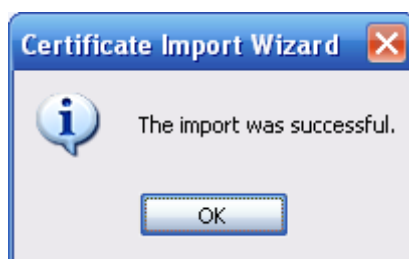 Certificate Import Wizard
The import was successful.
OK